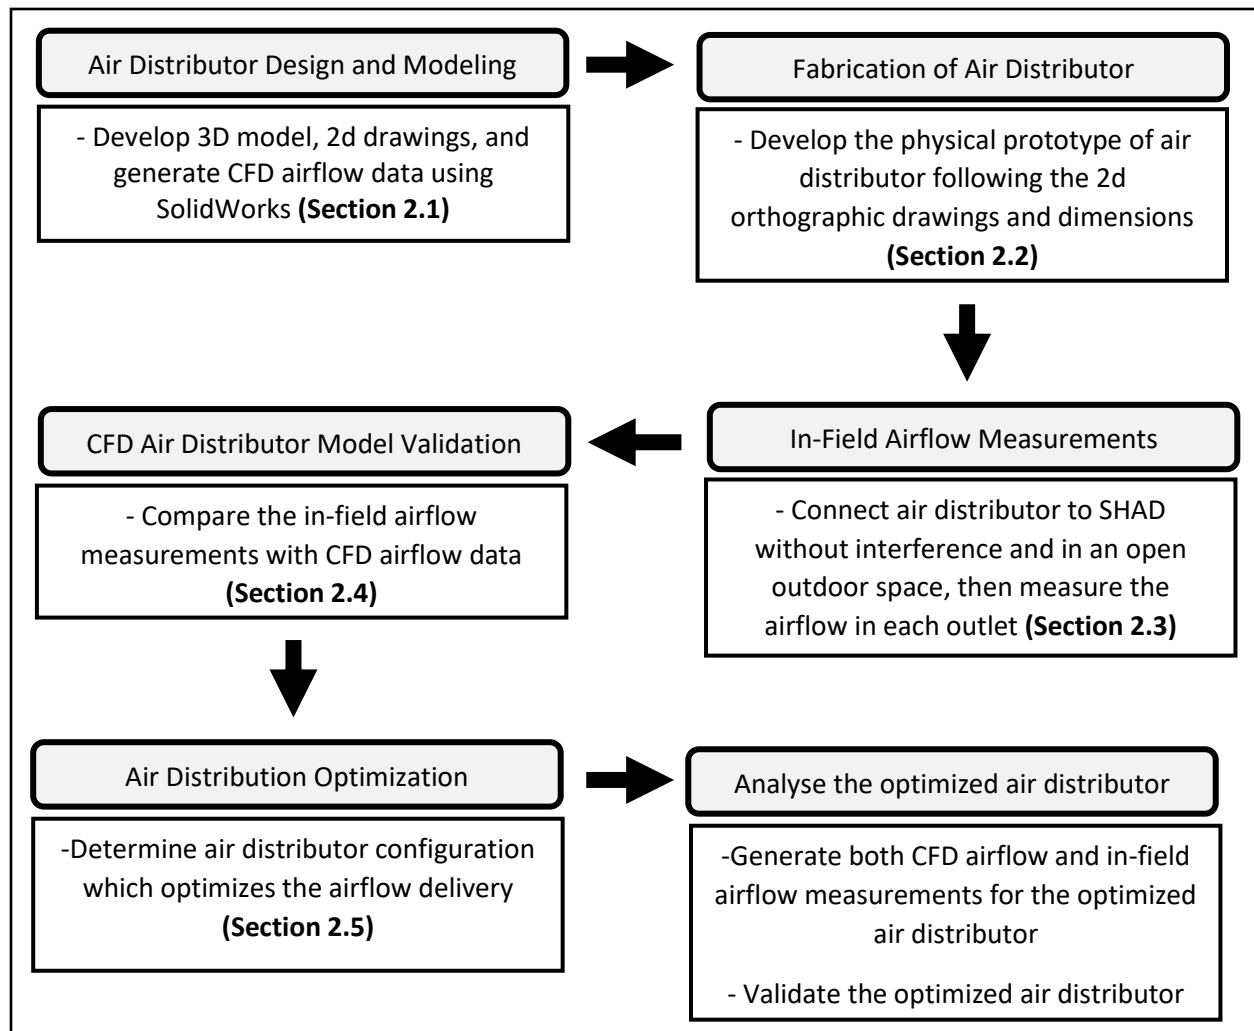 Air Distributor Design and Modeling
- Develop 3D model, 2d drawings, and
generate CFD airflow data using
SolidWorks (Section 2.1)
Fabrication of Air Distributor
- Develop the physical prototype of air
distributor following the 2d
orthographic drawings and dimensions
(Section 2.2)
In-Field Airflow Measurements
- Connect air distributor to SHAD
without interference and in an open
outdoor space, then measure the
airflow in each outlet (Section 2.3)
CFD Air Distributor Model Validation
- Compare the in-field airflow
measurements with CFD airflow data
(Section 2.4)
Air Distribution Optimization
-Determine air distributor configuration
which optimizes the airflow delivery
(Section 2.5)
Analyse the optimized air distributor
-Generate both CFD airflow and in-field
airflow measurements for the optimized
air distributor
- Validate the optimized air distributor